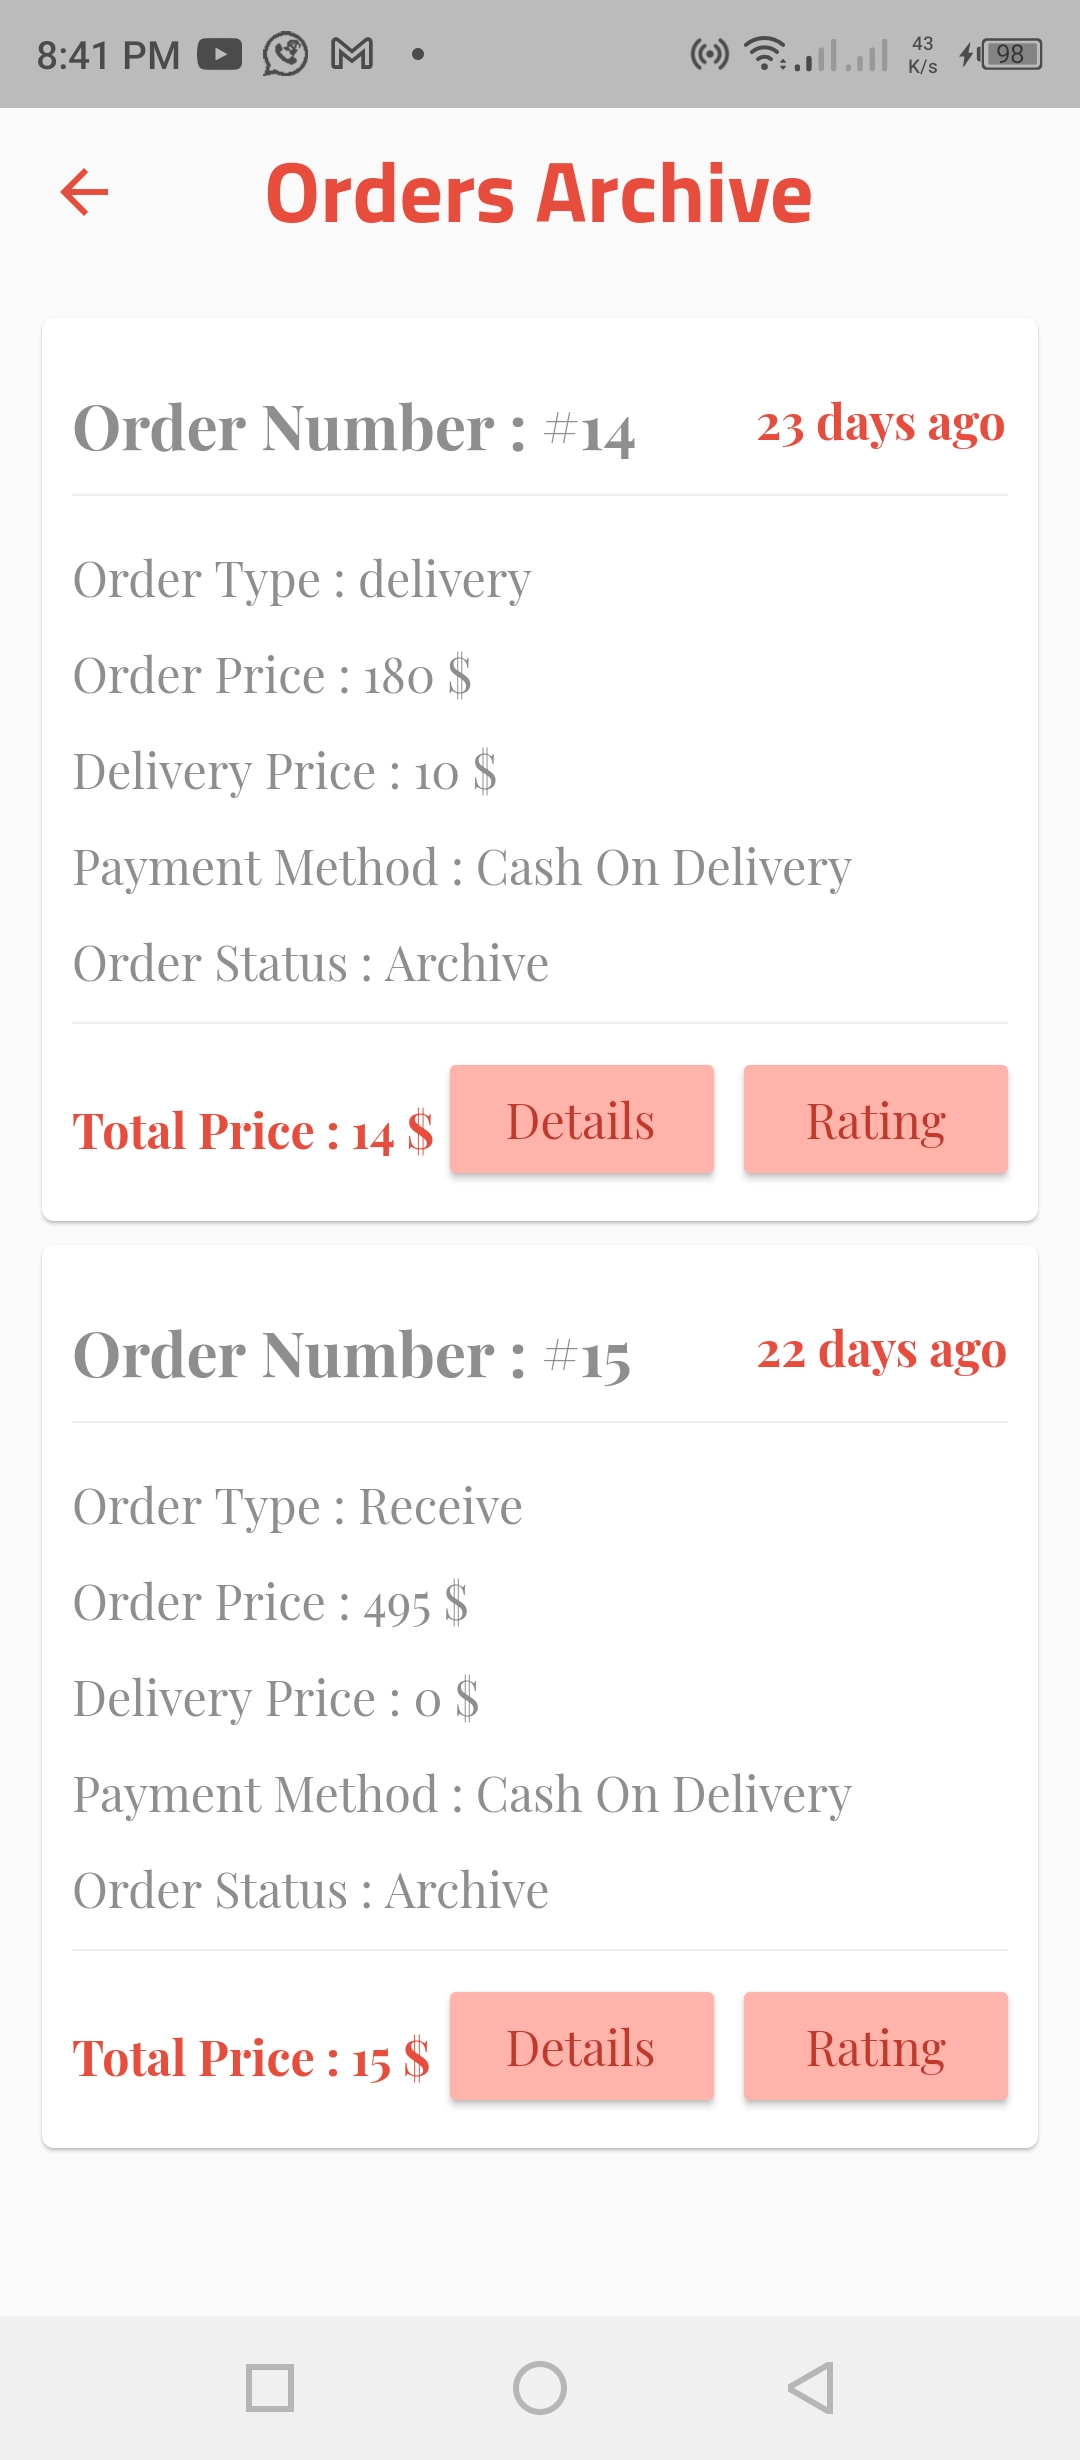 8:41 PM
43
K/s
98
Orders Archive
Order Number : #14
23 days ago
Order Type : delivery
Order Price : 180 $
Delivery Price : 10 $
Payment Method : Cash On Delivery
Order Status : Archive
Total Price : 14 $
Details
Rating
Order Number : #15
22 days ago
Order Type : Receive
Order Price : 495 $
Delivery Price : 0 $
Payment Method : Cash On Delivery
Order Status : Archive
Total Price : 15 $
Details
Rating